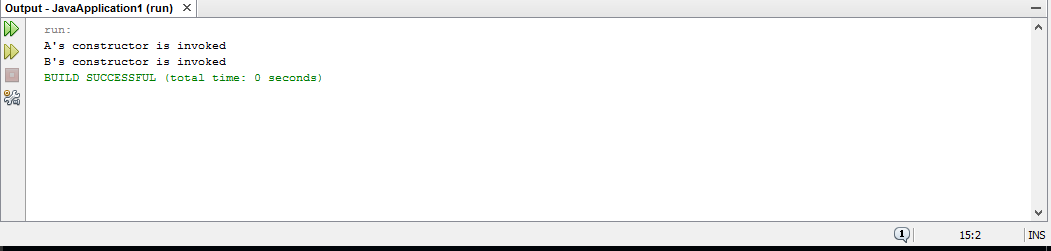 Output - JavaApplication1 (run)
run:
A's constructor is invoked
B's constructor is invoked
BUILD SUCCESSFUL (total time: 0 seconds)
1
15:2
INS